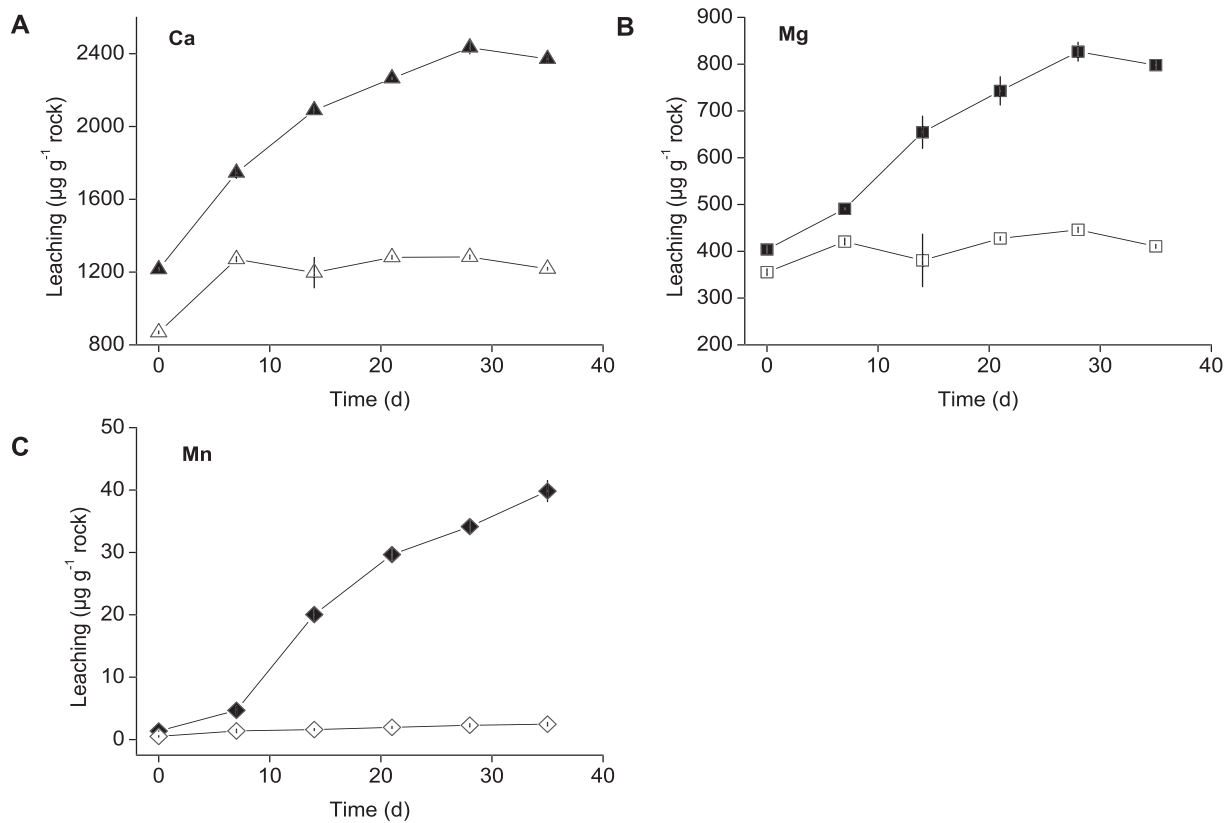 A
Ca
Leaching (µg g⁻¹ rock)
2400
2000
1600
1200
800
0 10 20 30 40
Time (d)
B
Mg
Leaching (µg g⁻¹ rock)
900
800
700
600
500
400
300
200
0 10 20 30 40
Time (d)
C
Mn
Leaching (µg g⁻¹ rock)
50
40
30
20
10
0
0 10 20 30 40
Time (d)